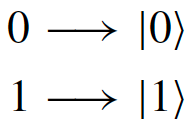 0 ⟶ |0⟩
1 ⟶ |1⟩